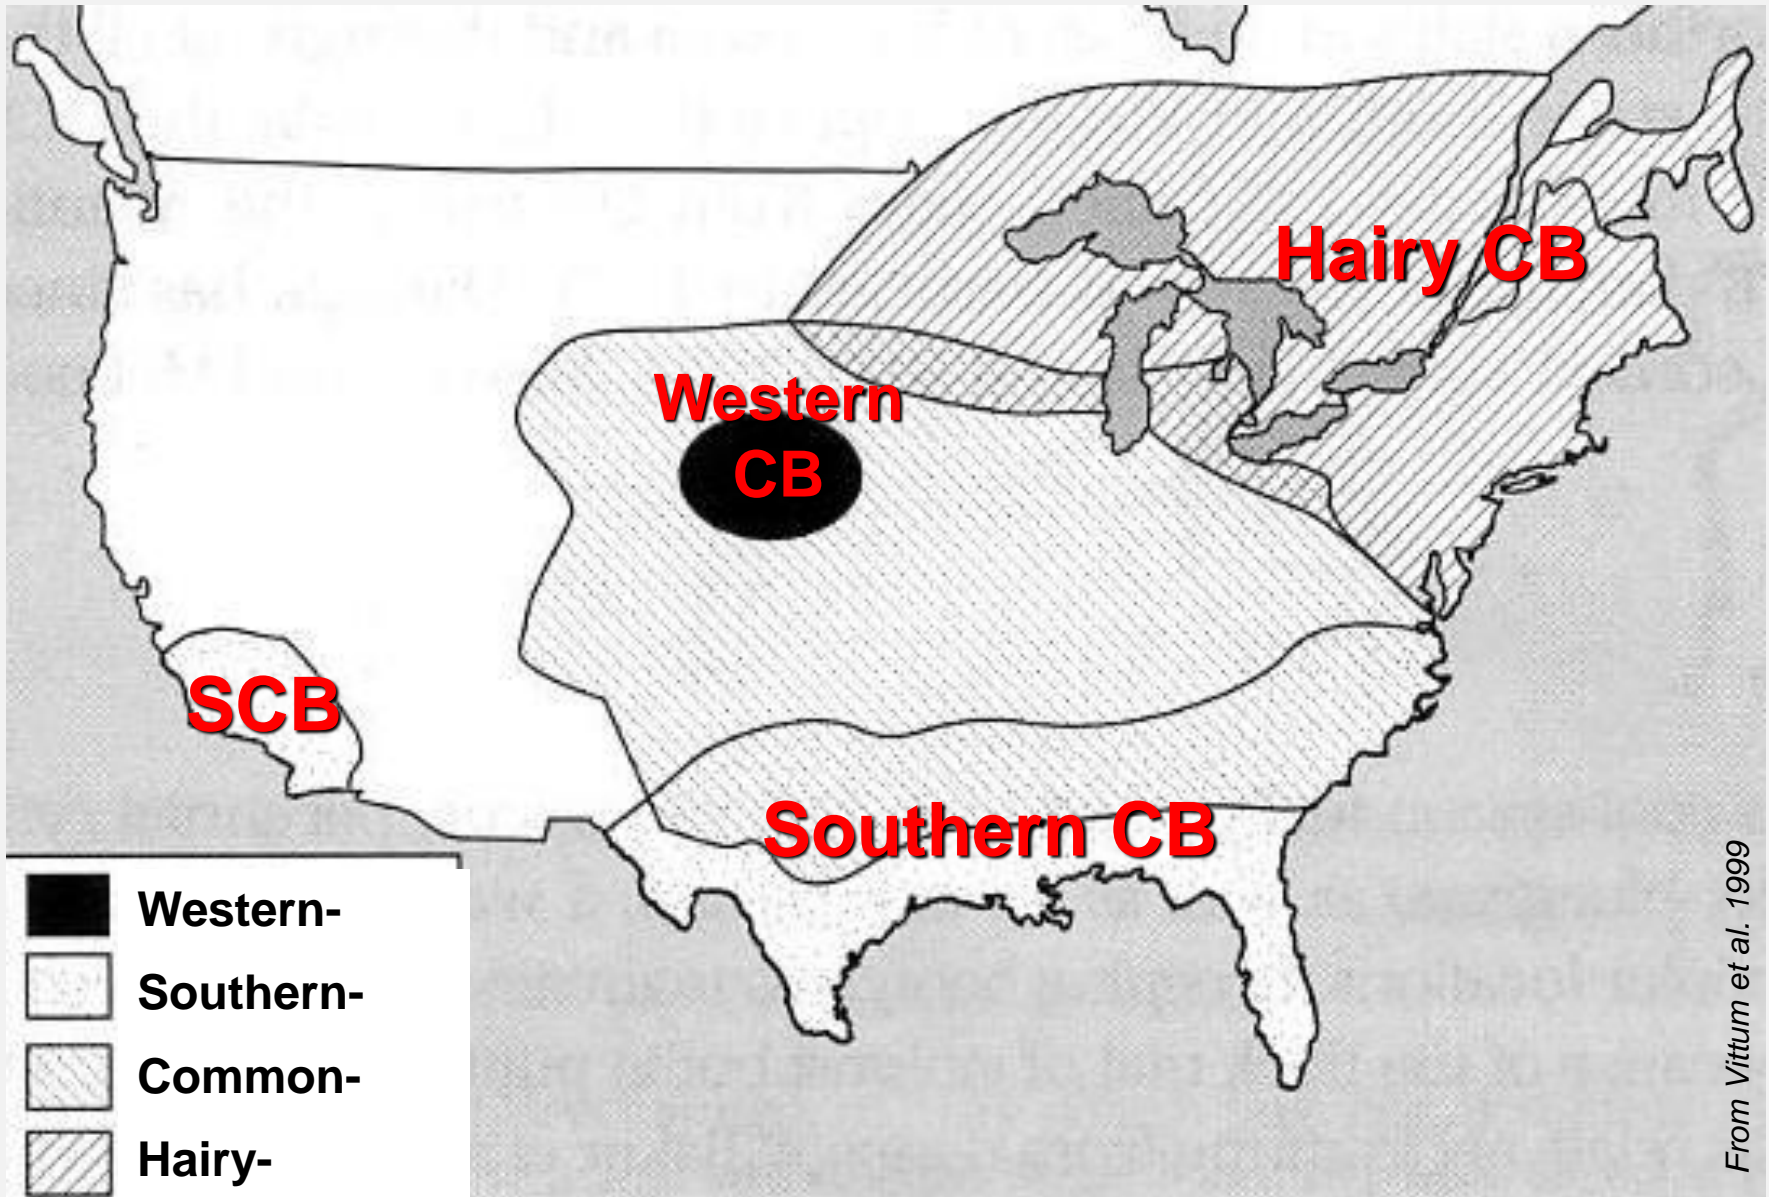 Hairy CB
Western
CB
SCB
Southern CB
Western-
Southern-
Common-
Hairy-
From Vittum et al. 1999